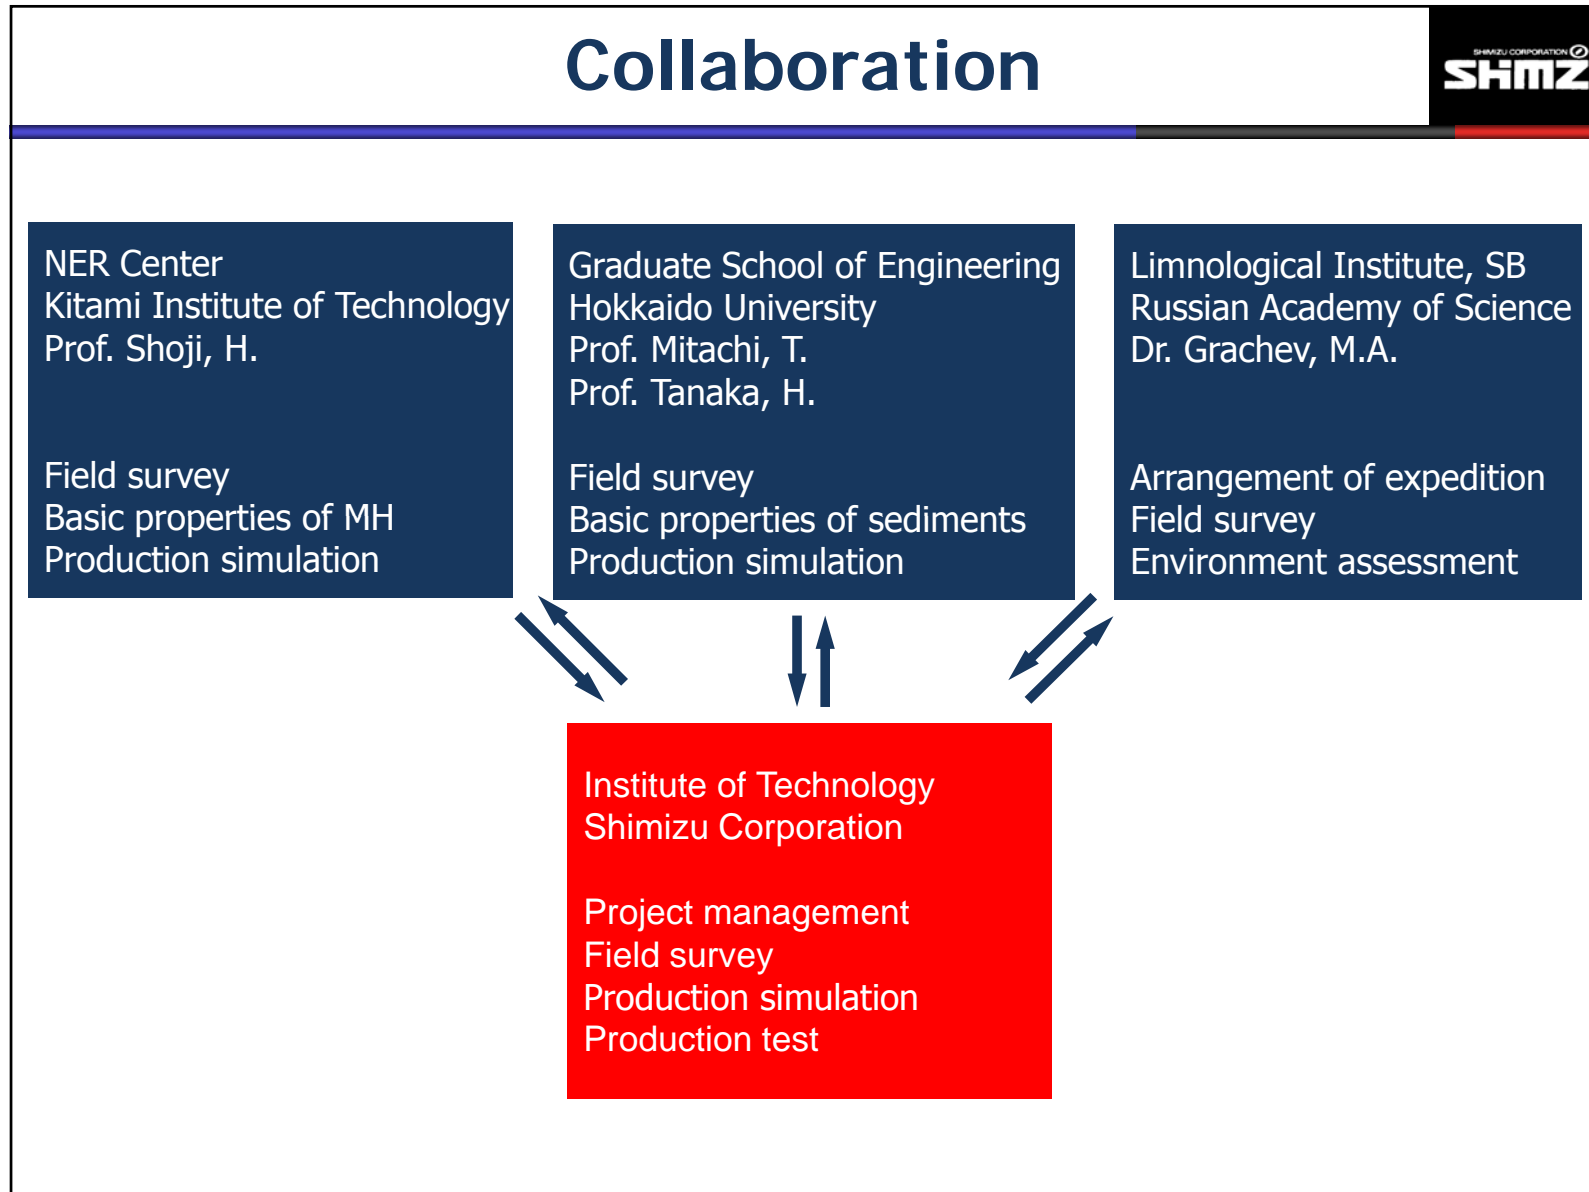 Collaboration
SHIMIZU CORPORATION
SHIMZ
NER Center
Kitami Institute of Technology
Prof. Shoji, H.
Field survey
Basic properties of MH
Production simulation
Graduate School of Engineering
Hokkaido University
Prof. Mitachi, T.
Prof. Tanaka, H.
Field survey
Basic properties of sediments
Production simulation
Limnological Institute, SB
Russian Academy of Science
Dr. Grachev, M.A.
Arrangement of expedition
Field survey
Environment assessment
Institute of Technology
Shimizu Corporation
Project management
Field survey
Production simulation
Production test